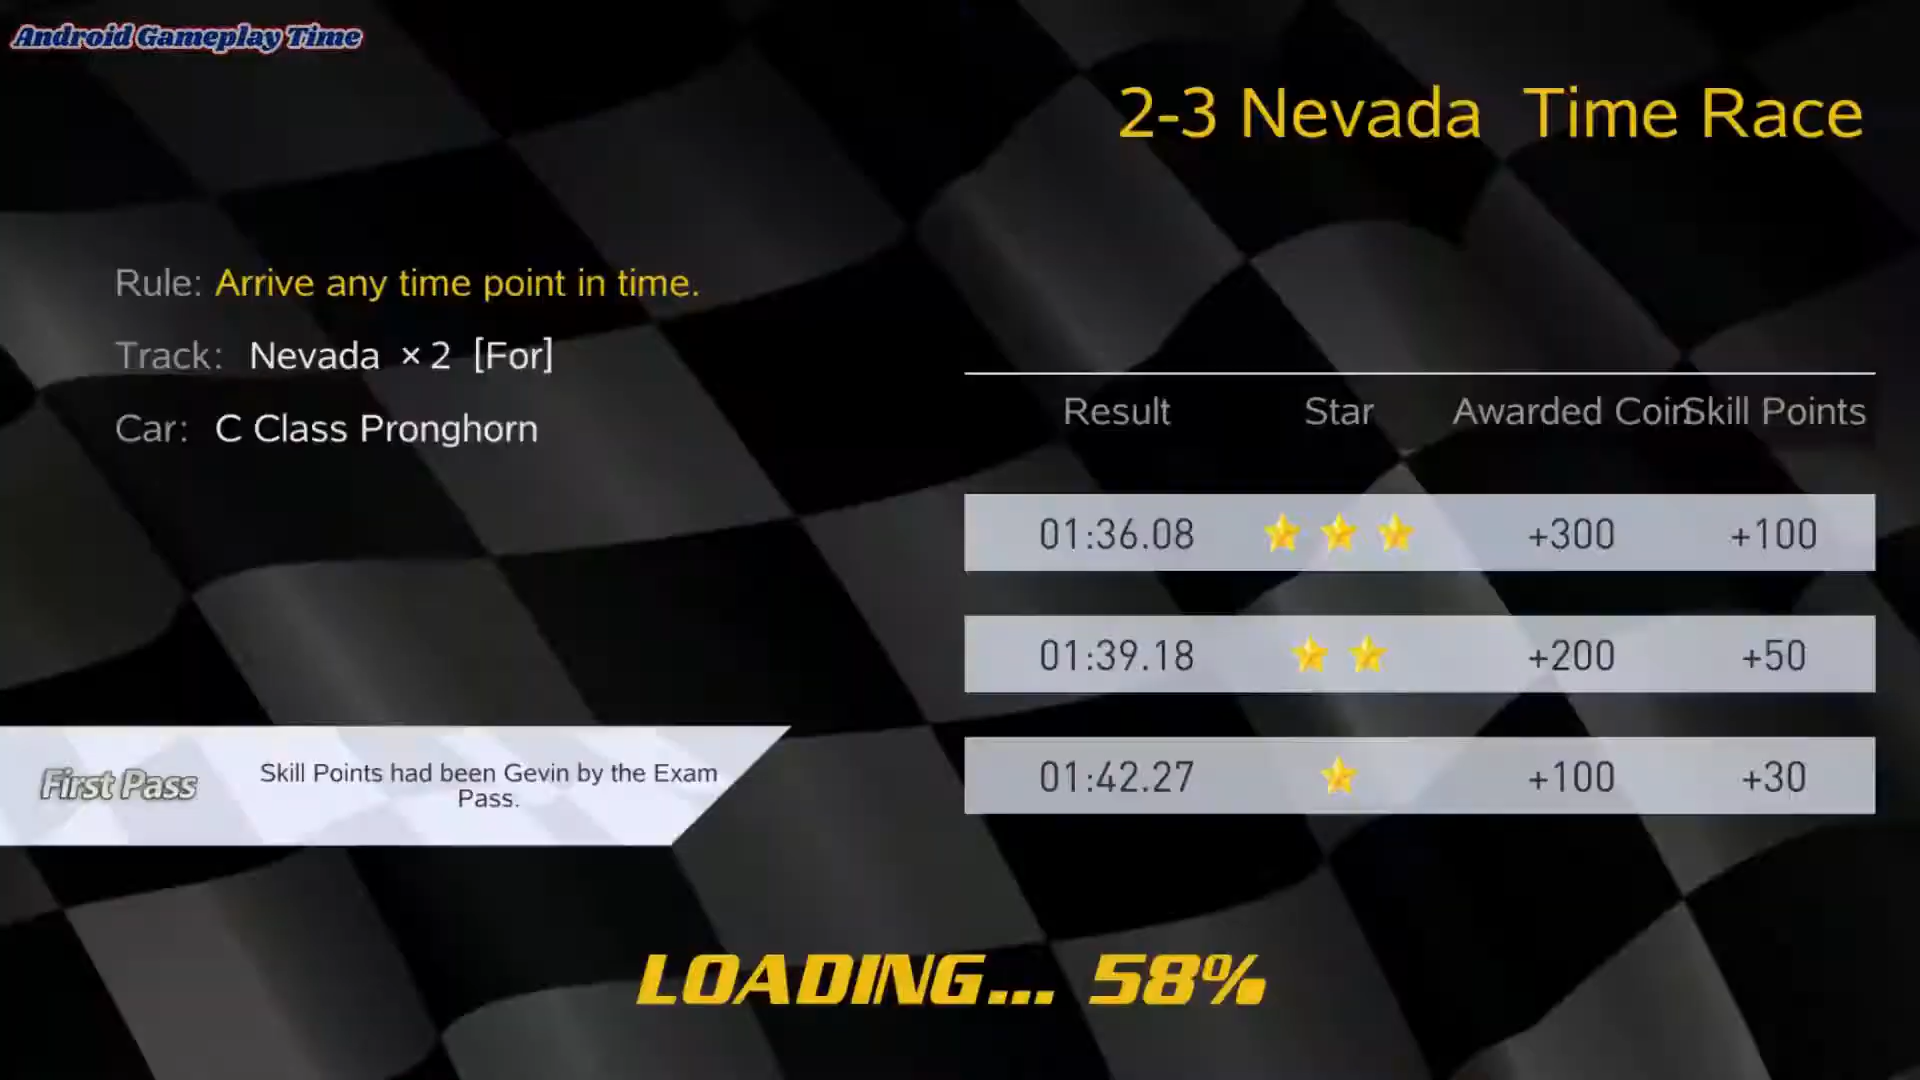 Android Gameplay Time
2-3 Nevada Time Race
Rule: Arrive any time point in time.
Track: Nevada ×2 [For]
Car: C Class Pronghorn
Result Star Awarded Coin Skill Points
01:36.08 +300 +100
01:39.18 +200 +50
01:42.27 +100 +30
First Pass
Skill Points had been Gevin by the Exam
Pass.
LOADING... 58%